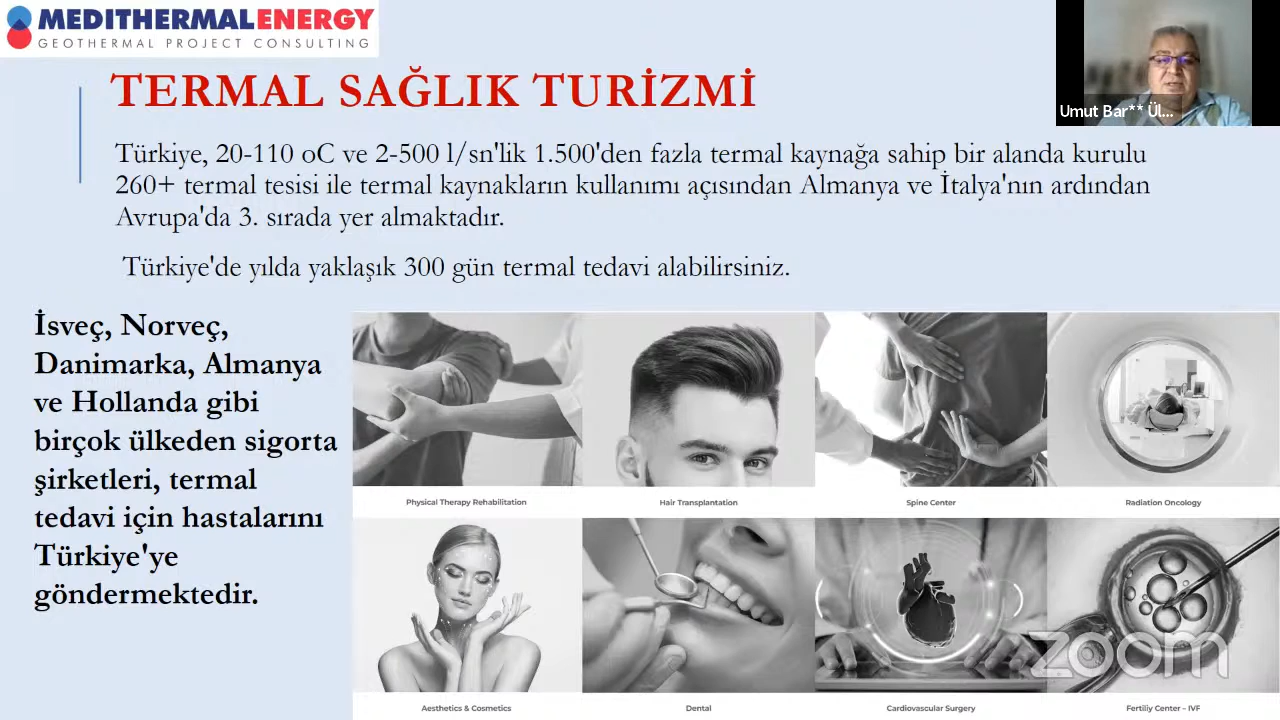 MEDITHERMALENERGY
GEOTHERMAL PROJECT CONSULTING
Umut Bar** Ül...
TERMAL SAĞLIK TURİZMİ
Türkiye, 20-110 oC ve 2-500 l/sn'lik 1.500'den fazla termal kaynağa sahip bir alanda kurulu
260+ termal tesisi ile termal kaynakların kullanımı açısından Almanya ve İtalya'nın ardından
Avrupa'da 3. sırada yer almaktadır.
Türkiye'de yılda yaklaşık 300 gün termal tedavi alabilirsiniz.
İsveç, Norveç,
Danimarka, Almanya
ve Hollanda gibi
birçok ülkeden sigorta
şirketleri, termal
tedavi için hastalarını
Türkiye'ye
göndermektedir.
Physical Therapy Rehabilitation
Hair Transplantation
Spine Center
Radiation Oncology
Aesthetics & Cosmetics
Dental
Cardiovascular Surgery
Fertiliy Center – IVF
zoom